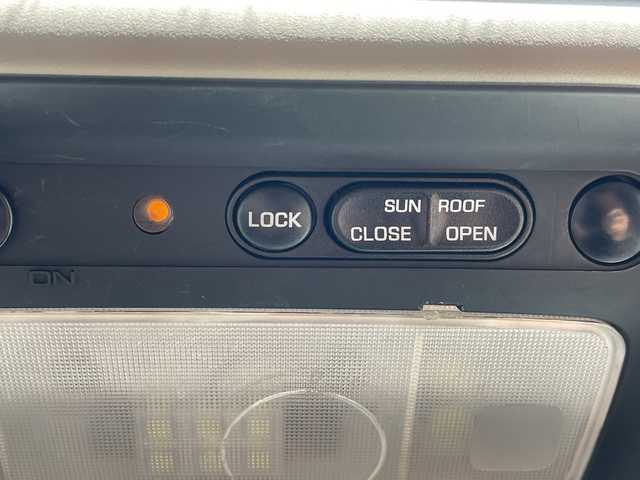 LOCK
SUN ROOF
CLOSE OPEN
ON